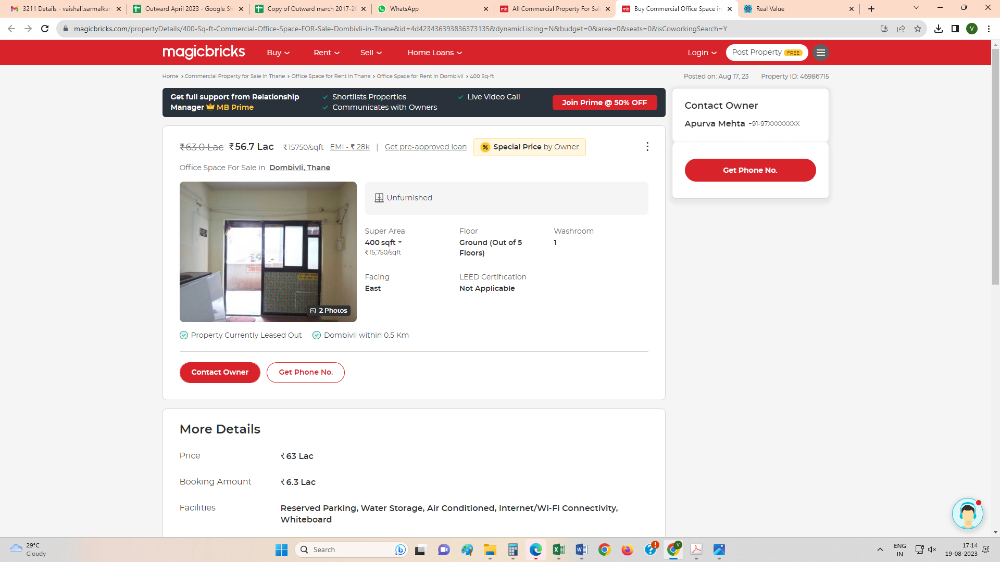 3211 Details - vaishali.sarmalkar
Outward April 2023 - Google Sh
Copy of Outward march 2017-20
WhatsApp
All Commercial Property For Sale
Buy Commercial Office Space in
Real Value
magicbricks.com/propertyDetails/400-Sq-ft-Commercial-Office-Space-FOR-Sale-Dombivli-in-Thane&id=4d423436393836373135&dynamicListing=N&budget=0&area=0&seats=0&isCoworkingSearch=Y
V
magicbricks
Buy
Rent
Sell
Home Loans
Login
Post Property FREE
Home > Commercial Property for Sale in Thane > Office Space for Rent in Thane > Office Space for Rent in Dombivli > 400 Sq-ft
Posted on: Aug 17, 23
Property ID: 46986715
Get full support from Relationship
Manager MB Prime
Shortlists Properties
Communicates with Owners
Live Video Call
Join Prime @ 50% OFF
Contact Owner
Apurva Mehta +91-97XXXXXXXX
Get Phone No.
₹63.0 Lac ₹56.7 Lac ₹15750/sqft EMI - ₹ 28k | Get pre-approved loan
% Special Price by Owner
Office Space For Sale in Dombivli, Thane
2 Photos
Unfurnished
Super Area
400 sqft
₹15,750/sqft
Floor
Ground (Out of 5
Floors)
Washroom
1
Facing
East
LEED Certification
Not Applicable
Property Currently Leased Out
Dombivli within 0.5 Km
Contact Owner
Get Phone No.
More Details
Price
₹63 Lac
Booking Amount
₹6.3 Lac
Facilities
Reserved Parking, Water Storage, Air Conditioned, Internet/Wi-Fi Connectivity,
Whiteboard
29°C
Cloudy
Search
ENG
IN
17:14
19-08-2023